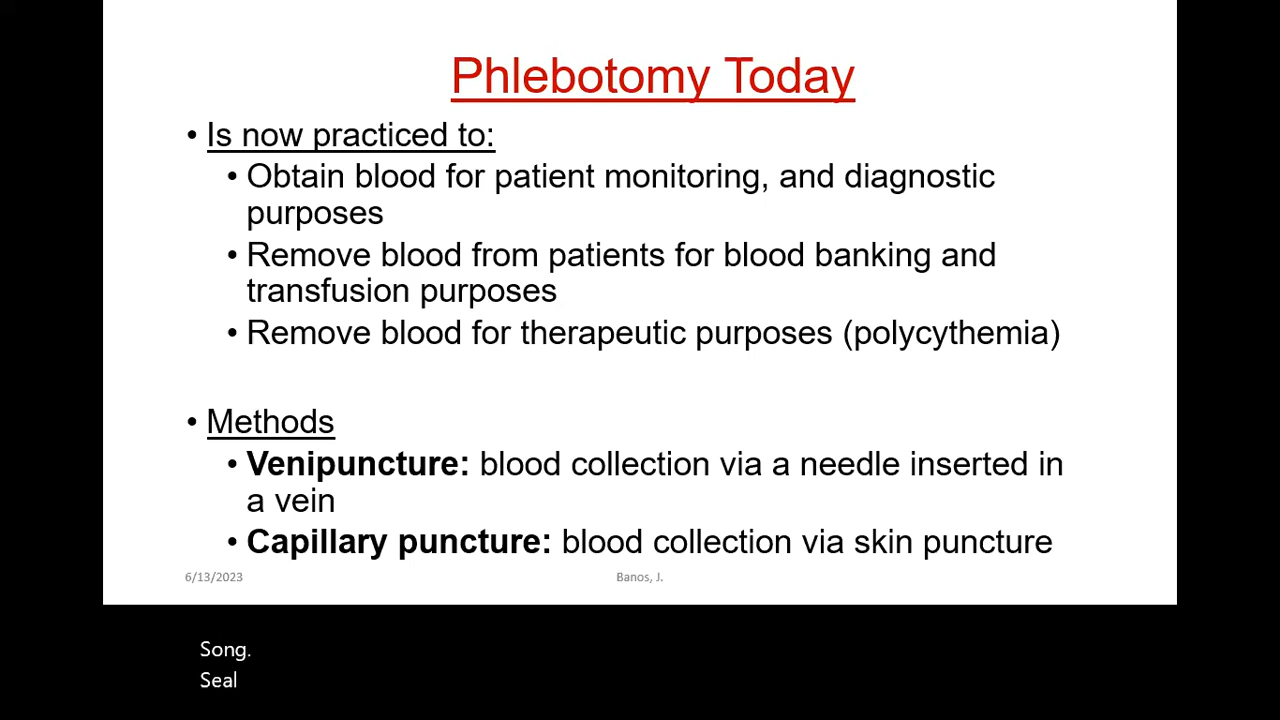 Phlebotomy Today
• Is now practiced to:
• Obtain blood for patient monitoring, and diagnostic
purposes
• Remove blood from patients for blood banking and
transfusion purposes
• Remove blood for therapeutic purposes (polycythemia)
• Methods
• Venipuncture: blood collection via a needle inserted in
a vein
• Capillary puncture: blood collection via skin puncture
6/13/2023
Banos, J.
Song.
Seal